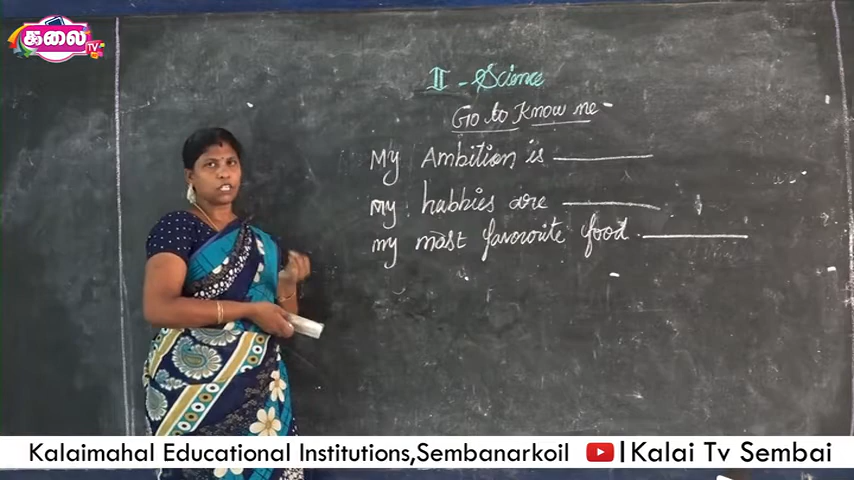 கலை
TV
II - Science
Go to Know me
My Ambition is
my habbies are
my most favorite food
Kalaimahal Educational Institutions,Sembanarkoil |Kalai Tv Sembai